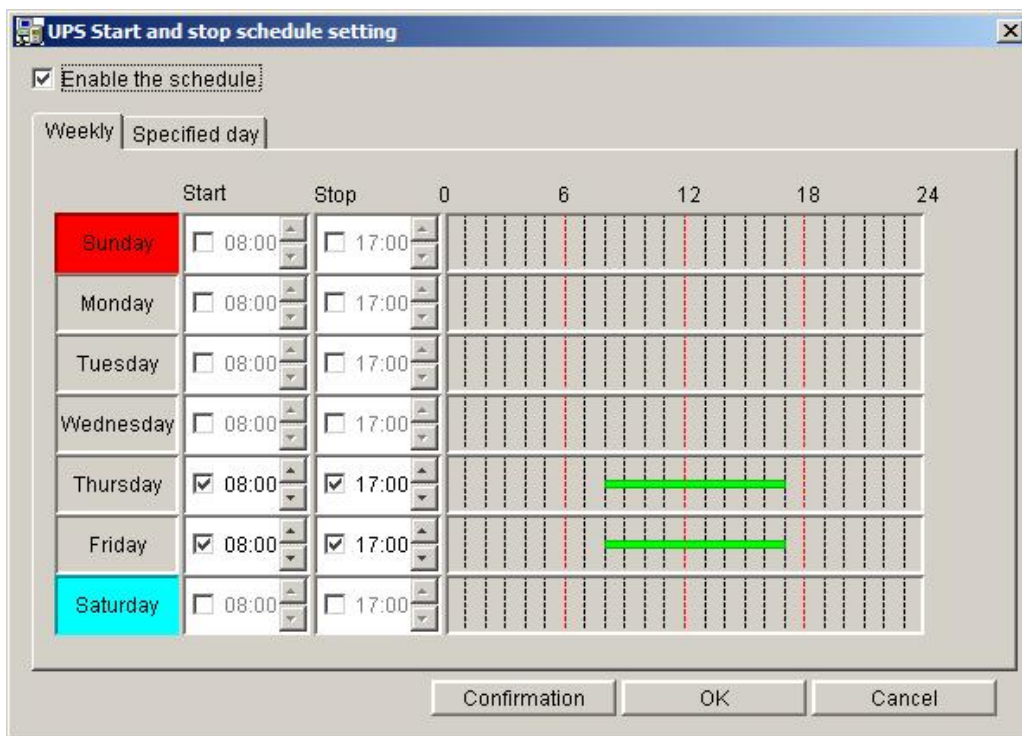 UPS Start and stop schedule setting
Enable the schedule
Weekly Specified day
Start Stop 0 6 12 18 24
Sunday 08:00 17:00
Monday 08:00 17:00
Tuesday 08:00 17:00
Wednesday 08:00 17:00
Thursday 08:00 17:00
Friday 08:00 17:00
Saturday 08:00 17:00
Confirmation OK Cancel